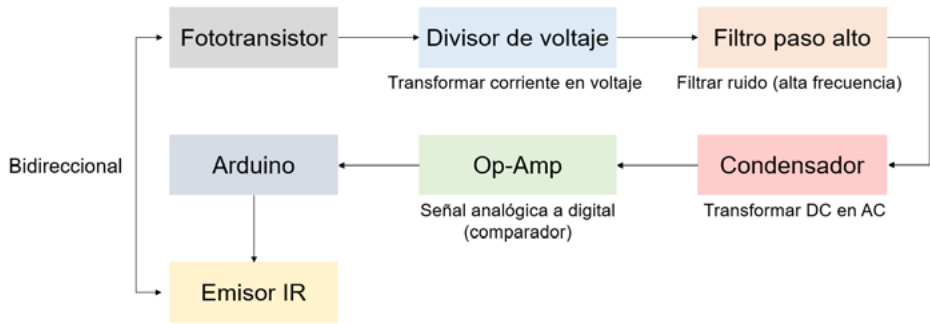 Fototransistor
Divisor de voltaje
Filtro paso alto
Transformar corriente en voltaje
Filtrar ruido (alta frecuencia)
Bidireccional
Arduino
Op-Amp
Condensador
Señal analógica a digital
(comparador)
Transformar DC en AC
Emisor IR